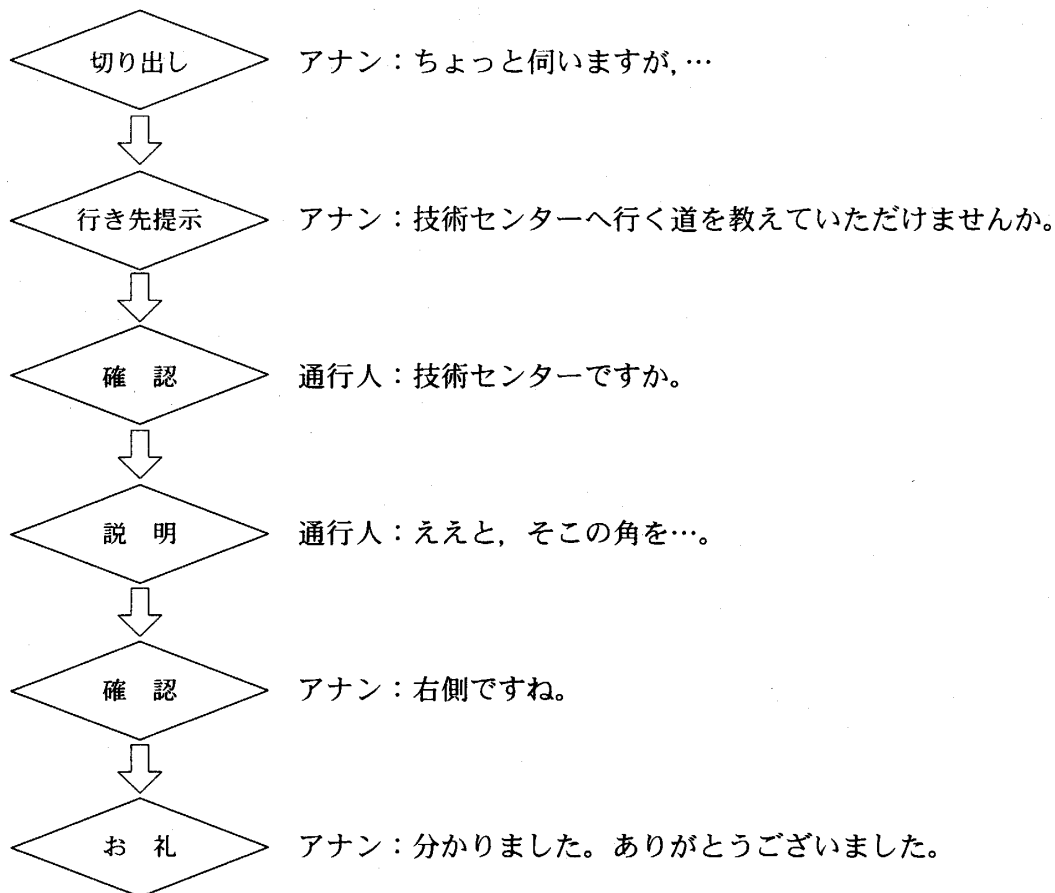 切り出し アナン：ちょっと伺いますが，…
行き先提示 アナン：技術センターへ行く道を教えていただけませんか。
確 認 通行人：技術センターですか。
説 明 通行人：ええと，そこの角を…。
確 認 アナン：右側ですね。
お 礼 アナン：分かりました。ありがとうございました。